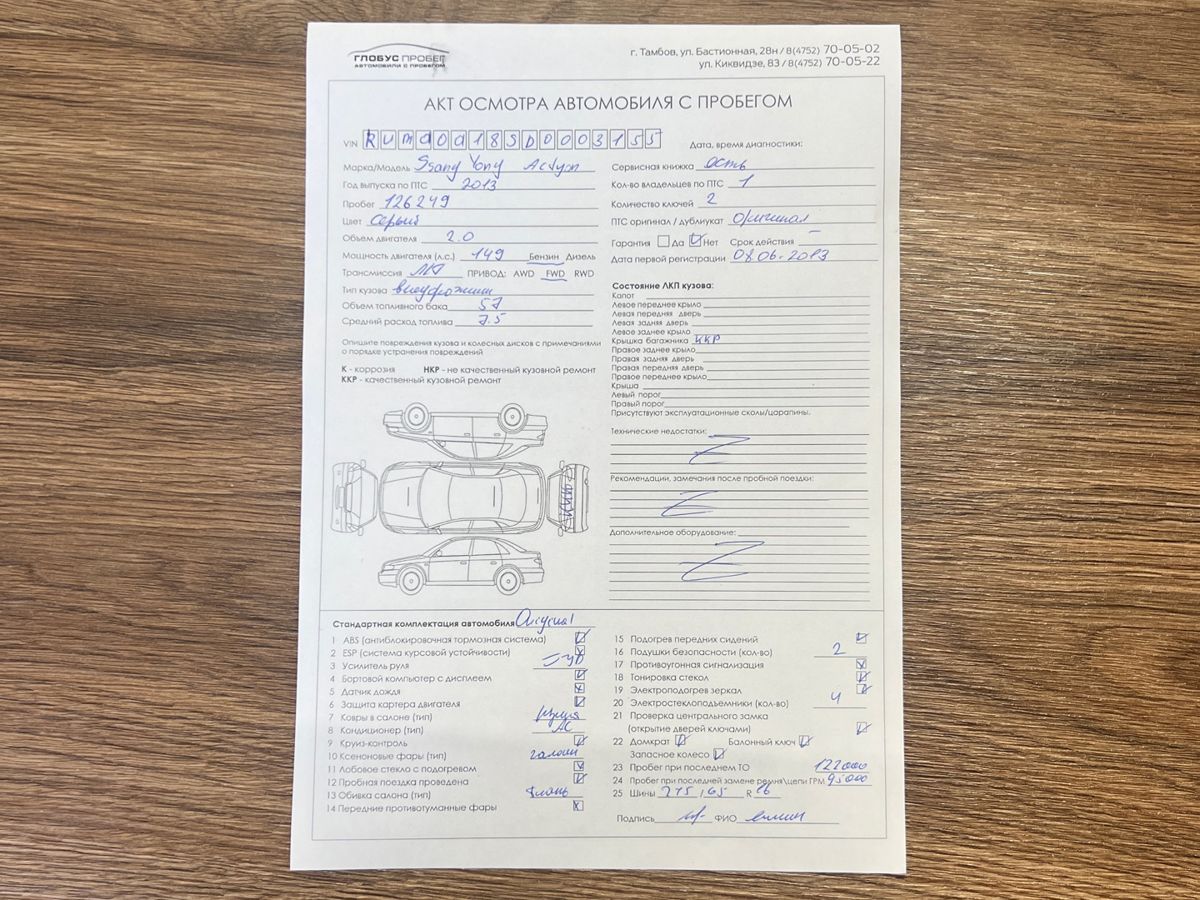 ГЛОБУС ПРОБЕГ
АВТОМОБИЛИ С ПРОБЕГОМ
г. Тамбов, ул. Бастионная, 28н / 8(4752) 70-05-02
ул. Киквидзе, 83 / 8(4752) 70-05-22
АКТ ОСМОТРА АВТОМОБИЛЯ С ПРОБЕГОМ
VIN RUMA0A18SD0003155
Дата, время диагностики:
Марка/Модель Ssang Yong Actyon
Год выпуска по ПТС 2013
Пробег 126249
Цвет Серый
Объем двигателя 2.0
Мощность двигателя (л.с.) 149 Бензин Дизель
Трансмиссия ПРИВОД: AWD FWD RWD
Тип кузова внедорожник
Объем топливного бака 57
Средний расход топлива 7.5
Сервисная книжка есть
Кол-во владельцев по ПТС 1
Количество ключей 2
ПТС оригинал / дубликат Оригинал
Гарантия Да Нет Срок действия –
Дата первой регистрации 08.06.2013
Опишите повреждения кузова и колесных дисков с примечаниями
о порядке устранения повреждений
К - коррозия НКР - не качественный кузовной ремонт
ККР - качественный кузовной ремонт
Состояние ЛКП кузова:
Капот
Левое переднее крыло
Левая передняя дверь
Левая задняя дверь
Левое заднее крыло
Крышка багажника ККР
Правое заднее крыло
Правая задняя дверь
Правая передняя дверь
Правое переднее крыло
Крыша
Левый порог
Правый порог
Присутствуют эксплуатационные сколы/царапины.
Технические недостатки:
Рекомендации, замечания после пробной поездки:
Дополнительное оборудование:
Стандартная комплектация автомобиля Original
1 ABS (антиблокировочная тормозная система)
2 ESP (система курсовой устойчивости)
3 Усилитель руля ЭУР
4 Бортовой компьютер с дисплеем
5 Датчик дождя
6 Защита картера двигателя
7 Ковры в салоне (тип) резина
8 Кондиционер (тип) AC
9 Круиз-контроль
10 Ксеноновые фары (тип) галоген
11 Лобовое стекло с подогревом
12 Пробная поездка проведена
13 Обивка салона (тип) ткань
14 Передние противотуманные фары
15 Подогрев передних сидений
16 Подушки безопасности (кол-во) 2
17 Противоугонная сигнализация
18 Тонировка стекол
19 Электроподогрев зеркал
20 Электростеклоподъемники (кол-во) 4
21 Проверка центрального замка
(открытие дверей ключами)
22 Домкрат Балонный ключ
Запасное колесо
23 Пробег при последнем ТО 122000
24 Пробег при последней замене ремня\цепи ГРМ 95000
25 Шины 215 / 65 R 16
Подпись ФИО